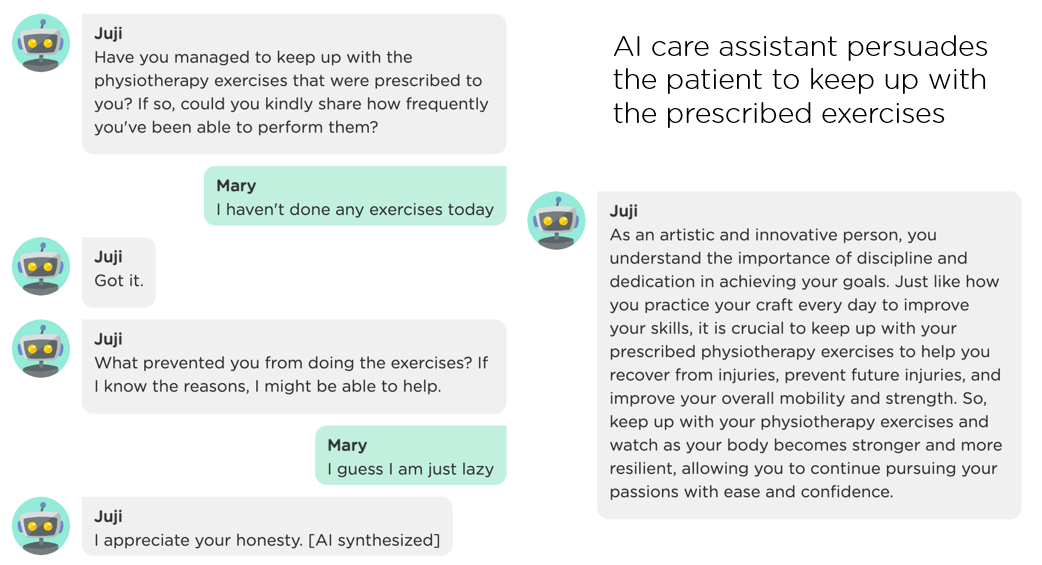 Juji
Have you managed to keep up with the
physiotherapy exercises that were prescribed to
you? If so, could you kindly share how frequently
you've been able to perform them?
Mary
I haven't done any exercises today
Juji
Got it.
Juji
What prevented you from doing the exercises? If
I know the reasons, I might be able to help.
Mary
I guess I am just lazy
Juji
I appreciate your honesty. [AI synthesized]
AI care assistant persuades
the patient to keep up with
the prescribed exercises
Juji
As an artistic and innovative person, you
understand the importance of discipline and
dedication in achieving your goals. Just like how
you practice your craft every day to improve
your skills, it is crucial to keep up with your
prescribed physiotherapy exercises to help you
recover from injuries, prevent future injuries, and
improve your overall mobility and strength. So,
keep up with your physiotherapy exercises and
watch as your body becomes stronger and more
resilient, allowing you to continue pursuing your
passions with ease and confidence.